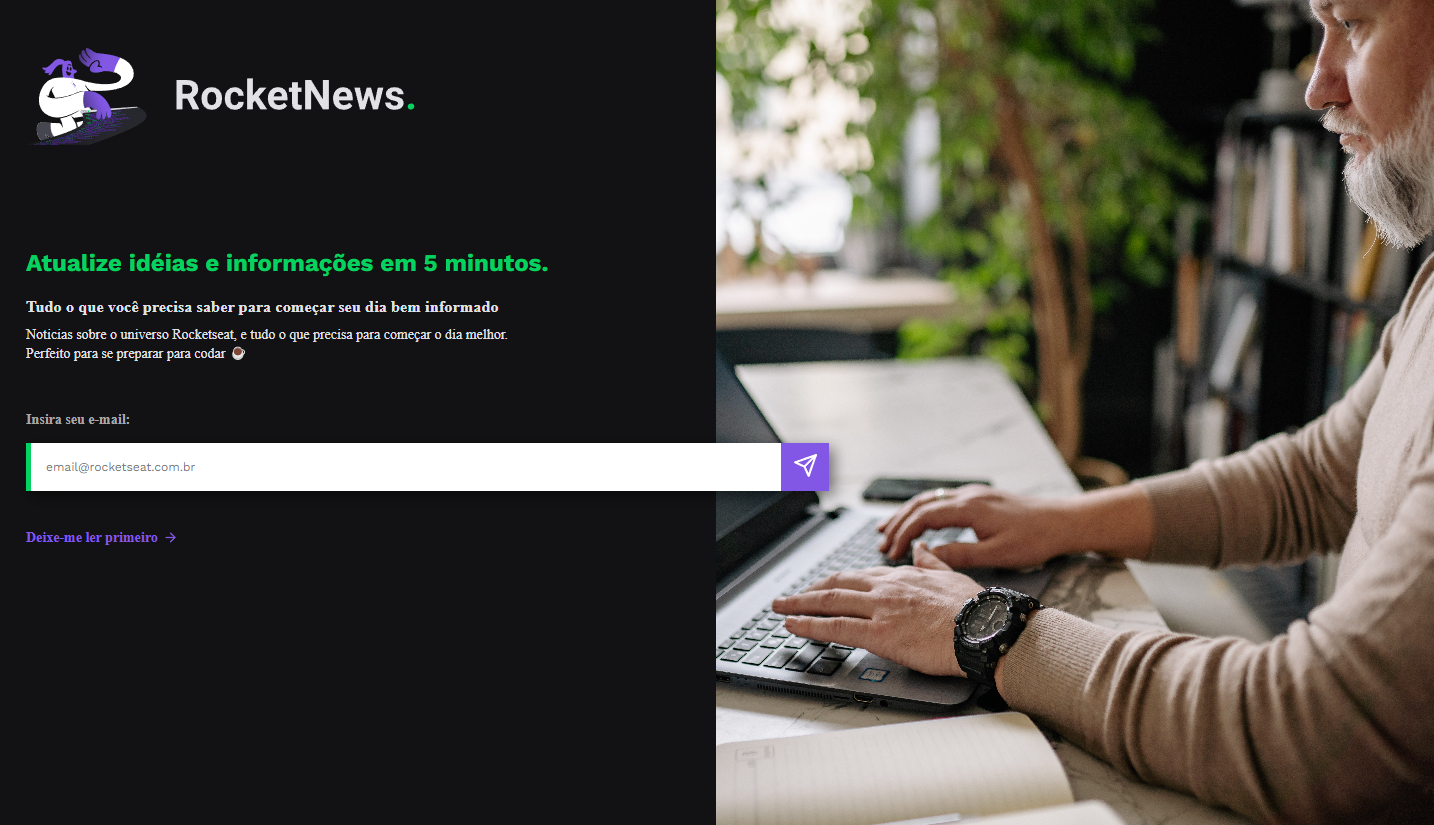 RocketNews.
Atualize idéias e informações em 5 minutos.
Tudo o que você precisa saber para começar seu dia bem informado
Noticias sobre o universo Rocketseat, e tudo o que precisa para começar o dia melhor.
Perfeito para se preparar para codar ☕
Insira seu e-mail:
email@rocketseat.com.br
Deixe-me ler primeiro →